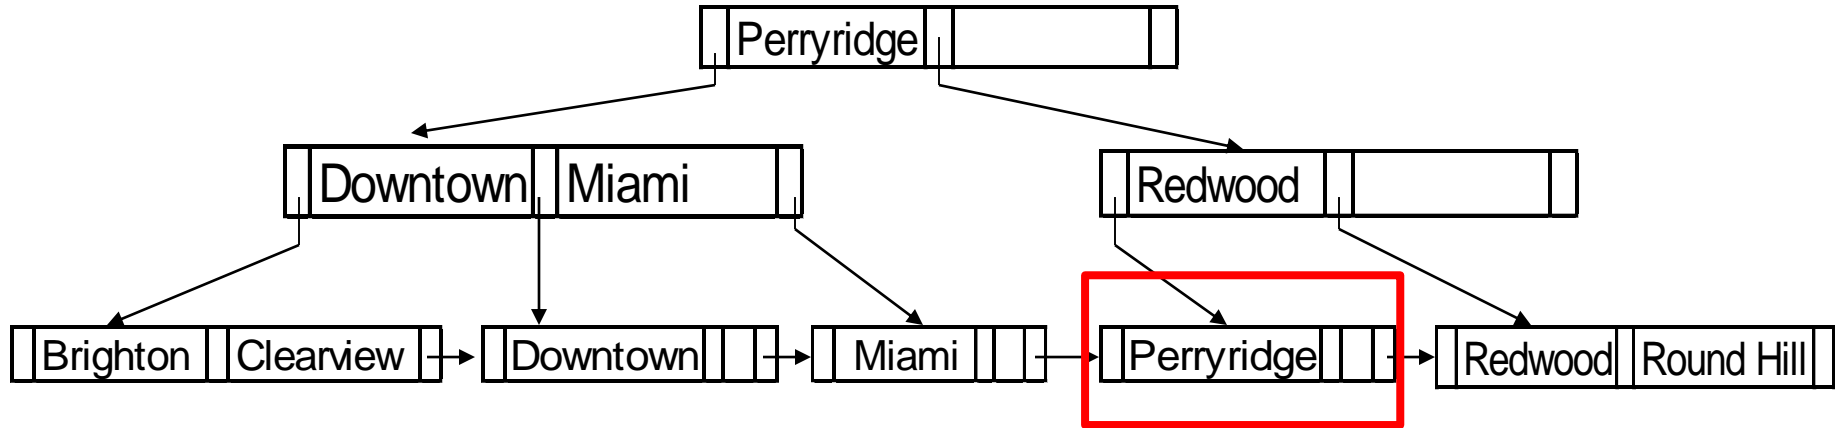 Perryridge
Downtown Miami
Redwood
Brighton Clearview
Downtown
Miami
Perryridge
Redwood Round Hill